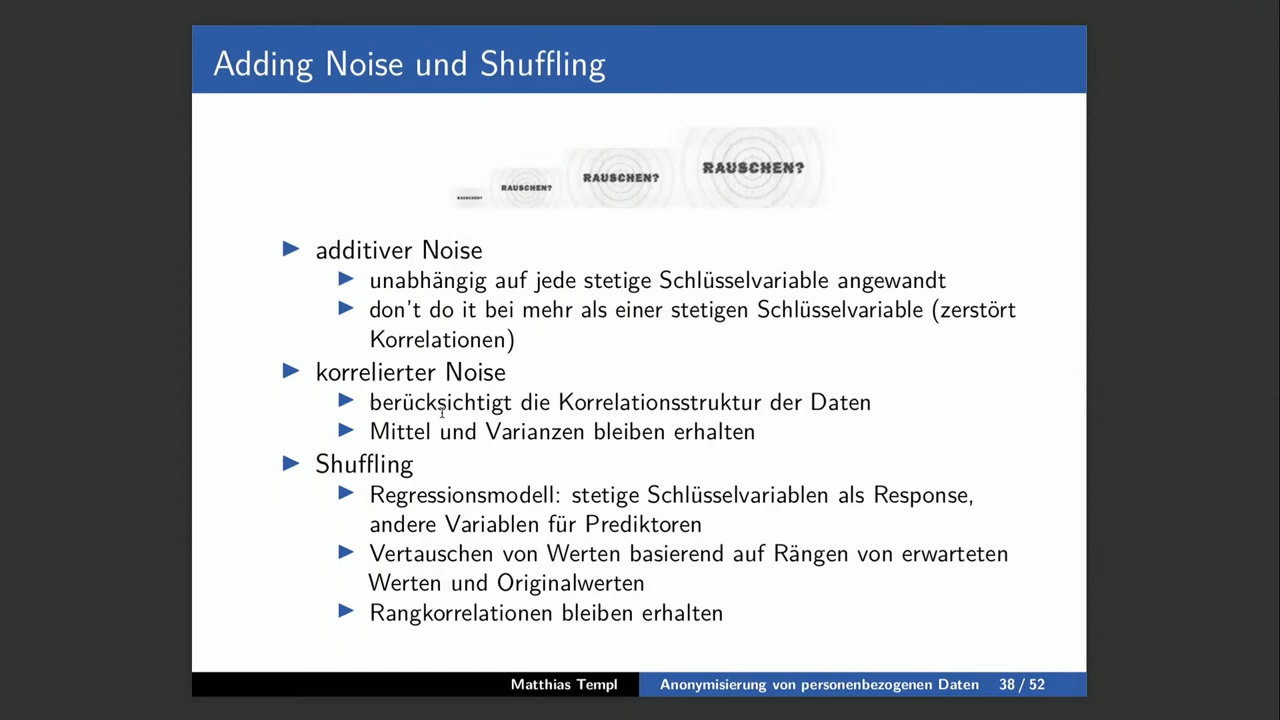 Adding Noise und Shuffling
RAUSCHEN?
RAUSCHEN?
RAUSCHEN?
RAUSCHEN?
additiver Noise
unabhängig auf jede stetige Schlüsselvariable angewandt
don't do it bei mehr als einer stetigen Schlüsselvariable (zerstört
Korrelationen)
korrelierter Noise
berücksichtigt die Korrelationsstruktur der Daten
Mittel und Varianzen bleiben erhalten
Shuffling
Regressionsmodell: stetige Schlüsselvariablen als Response,
andere Variablen für Prediktoren
Vertauschen von Werten basierend auf Rängen von erwarteten
Werten und Originalwerten
Rangkorrelationen bleiben erhalten
Matthias Templ
Anonymisierung von personenbezogenen Daten 38 / 52